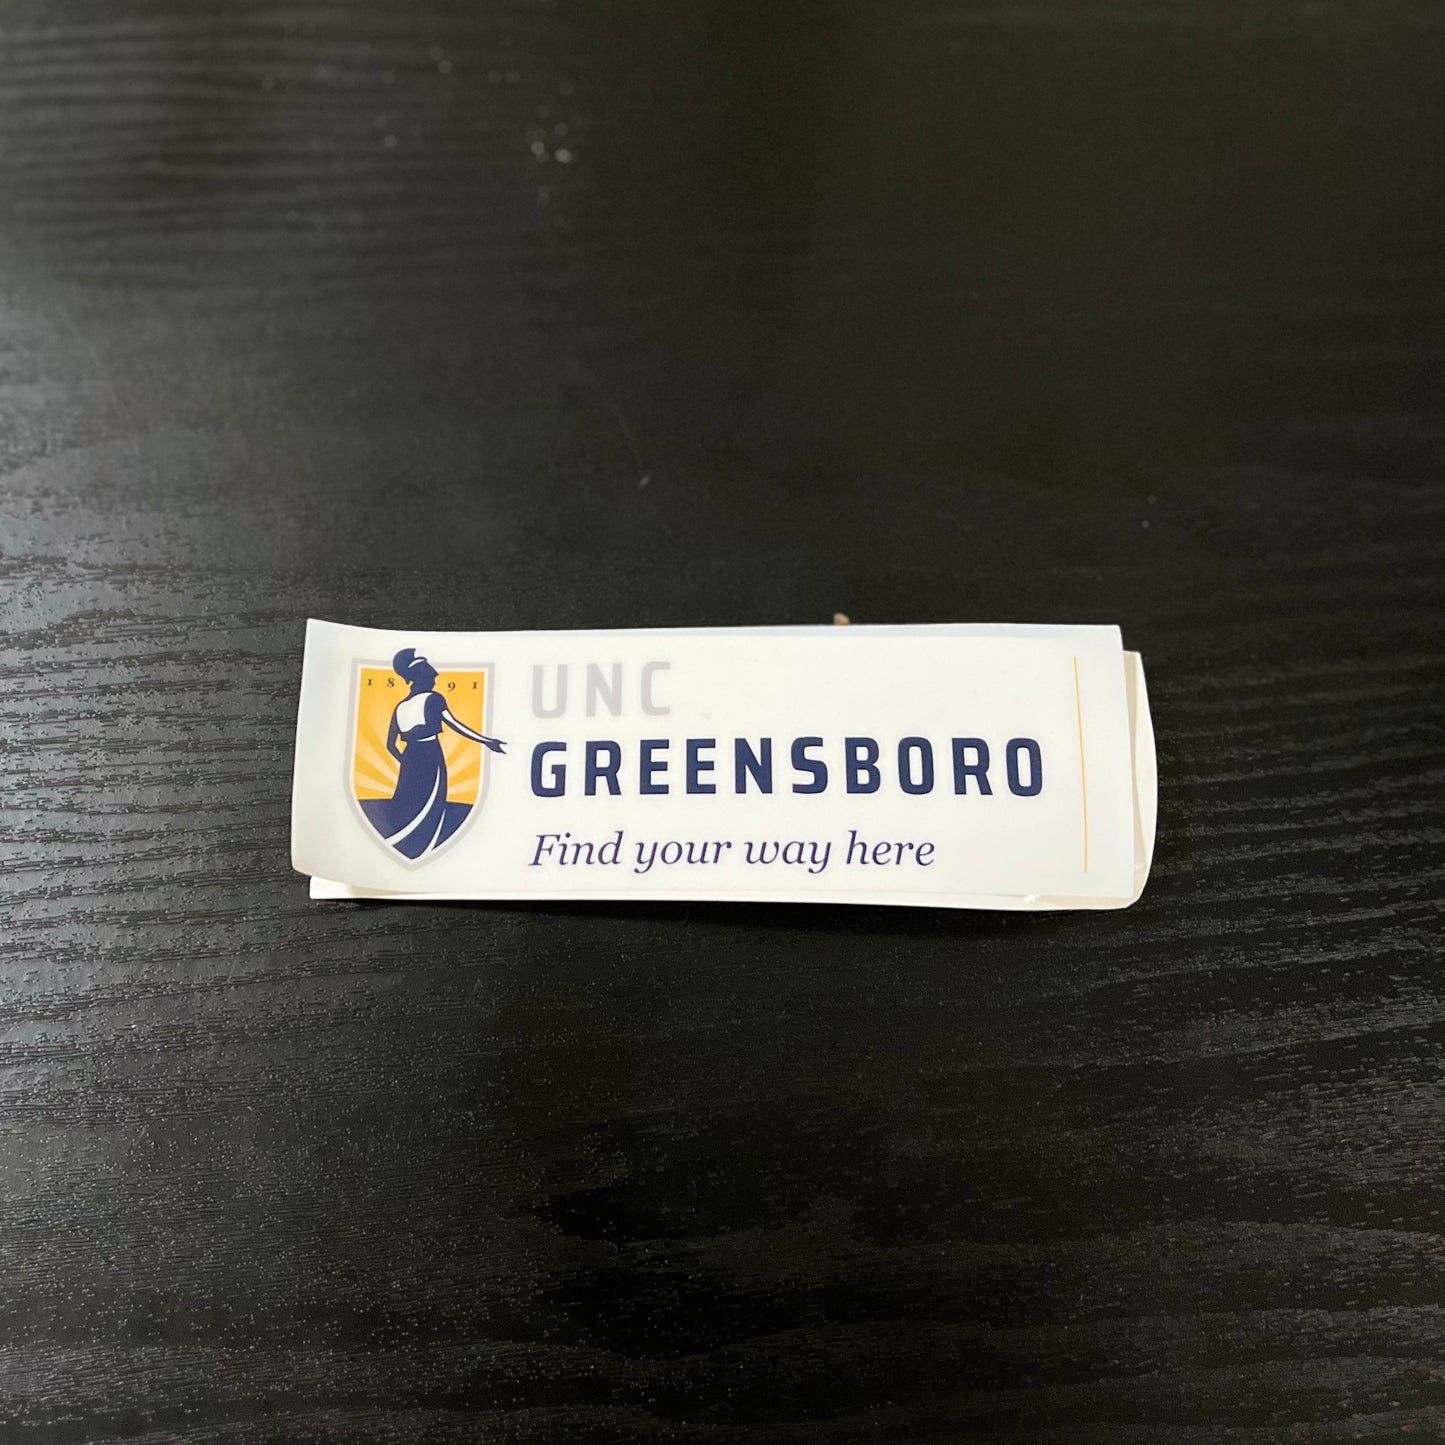 1891
UNC
GREENSBORO
Find your way here